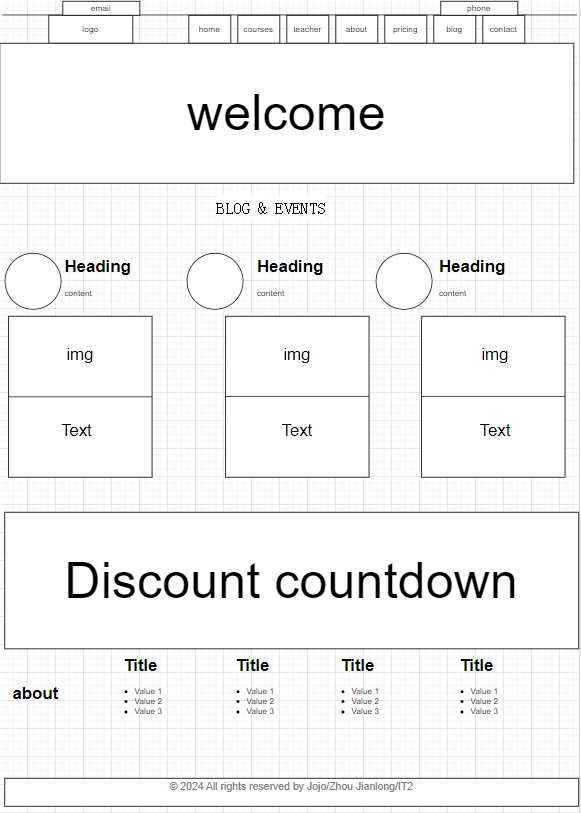 email phone
logo home courses teacher about pricing blog contact
welcome
BLOG & EVENTS
Heading Heading Heading
content content content
img img img
Text Text Text
Discount countdown
Title Title Title Title
about
Value 1 Value 1 Value 1 Value 1
Value 2 Value 2 Value 2 Value 2
Value 3 Value 3 Value 3 Value 3
© 2024 All rights reserved by Jojo/Zhou Jianlong/IT2